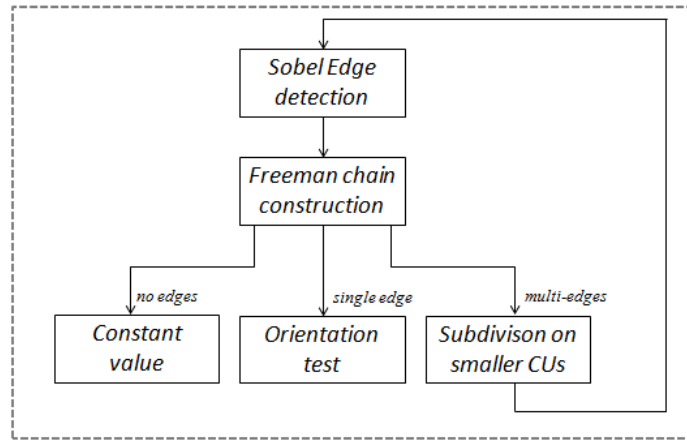 Sobel Edge
detection
Freeman chain
construction
no edges
single edge
multi-edges
Constant
value
Orientation
test
Subdivison on
smaller CUs